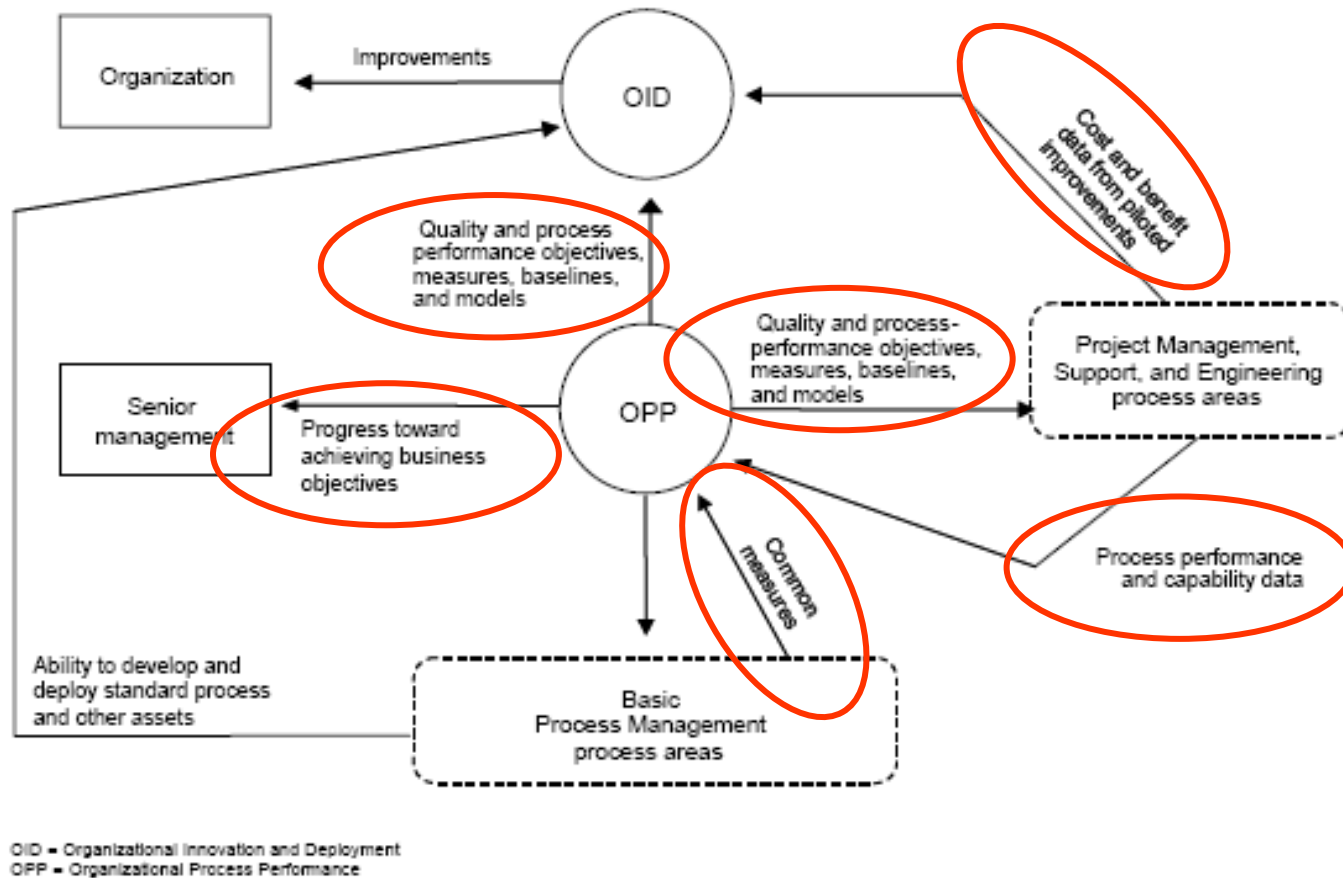 Organization
Improvements
OID
Cost and benefit
data from piloted
improvements
Quality and process
performance objectives,
measures, baselines,
and models
Quality and process-
performance objectives,
measures, baselines,
and models
Project Management,
Support, and Engineering
process areas
Senior
management
OPP
Progress toward
achieving business
objectives
Common
measures
Process performance
and capability data
Ability to develop and
deploy standard process
and other assets
Basic
Process Management
process areas
OID = Organizational Innovation and Deployment
OPP = Organizational Process Performance